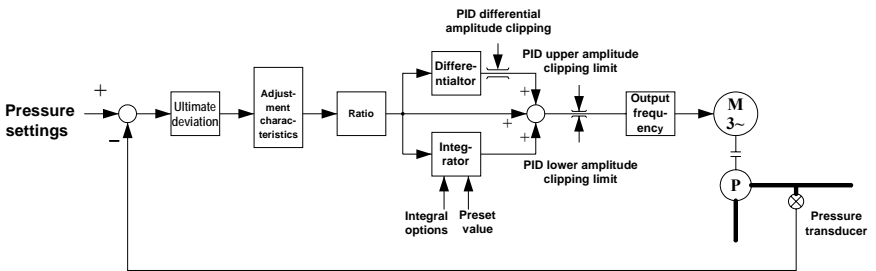 PID differential
amplitude clipping
PID upper amplitude
clipping limit
+
Pressure
settings
−
Ultimate
deviation
Adjust-
ment
charac-
teristics
Ratio
Differe-
ntialtor
+
+
+
Integ-
rator
Output
frequ-
ency
M
3~
PID lower amplitude
clipping limit
P
Integral
options
Preset
value
Pressure
transducer